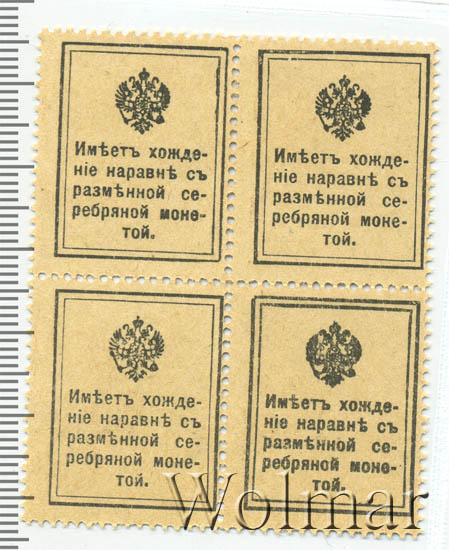 Имѣетъ хожде-
ніе наравнѣ съ
размѣнной се-
ребряной моне-
той.
Имѣетъ хожде-
ніе наравнѣ съ
размѣнной се-
ребряной моне-
той.
Имѣетъ хожде-
ніе наравнѣ съ
размѣнной се-
ребряной моне-
той.
Имѣетъ хожде-
ніе наравнѣ съ
размѣнной се-
ребряной моне-
той.
Wolmar